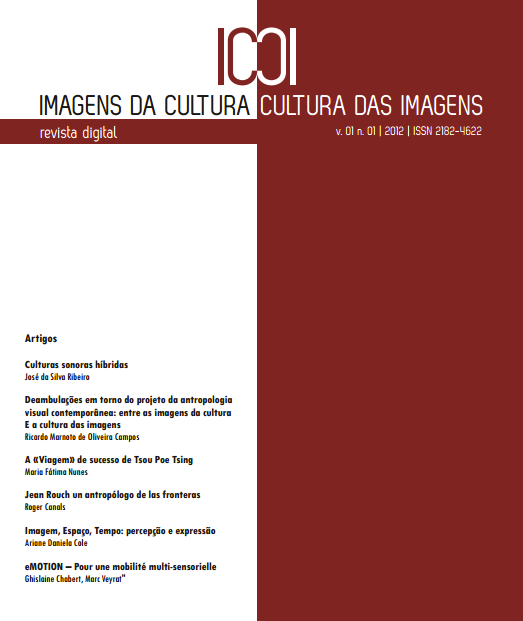 ICCI
IMAGENS DA CULTURA CULTURA DAS IMAGENS
revista digital
v. 01 n. 01 | 2012 | ISSN 2182-4622
Artigos
Culturas sonoras híbridas
José da Silva Ribeiro
Deambulações em torno do projeto da antropologia
visual contemporânea: entre as imagens da cultura
E a cultura das imagens
Ricardo Marnoto de Oliveira Campos
A «Viagem» de sucesso de Tsou Poe Tsing
Maria Fátima Nunes
Jean Rouch un antropólogo de las fronteras
Roger Canals
Imagem, Espaço, Tempo: percepção e expressão
Ariane Daniela Cole
eMOTION – Pour une mobilité multi-sensorielle
Ghislaine Chabert, Marc Veyrat"